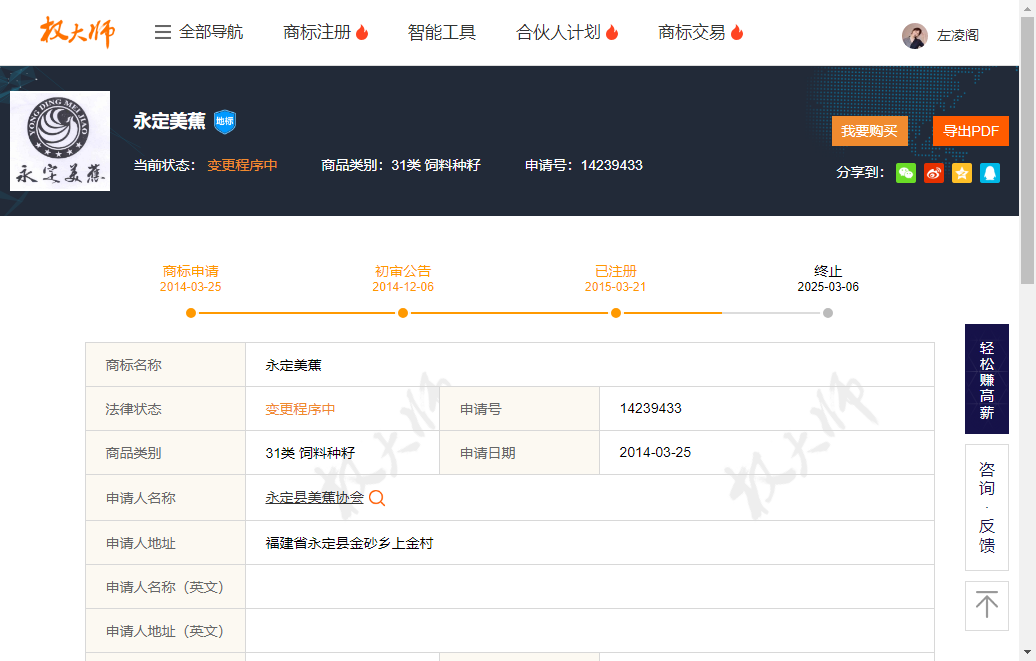 权大师
全部导航 商标注册 智能工具 合伙人计划 商标交易 左凌阁
YONG DING MEI JIAO
永定美蕉
永定美蕉 地标
我要购买 导出PDF
当前状态： 变更程序中 商品类别：31类 饲料种籽 申请号：14239433
分享到：
商标申请 初审公告 已注册 终止
2014-03-25 2014-12-06 2015-03-21 2025-03-06
商标名称 永定美蕉
法律状态 变更程序中 申请号 14239433
商品类别 31类 饲料种籽 申请日期 2014-03-25
申请人名称 永定县美蕉协会
申请人地址 福建省永定县金砂乡上金村
申请人名称（英文）
申请人地址（英文）
权大师
权大师
轻松赚高薪
咨询·反馈